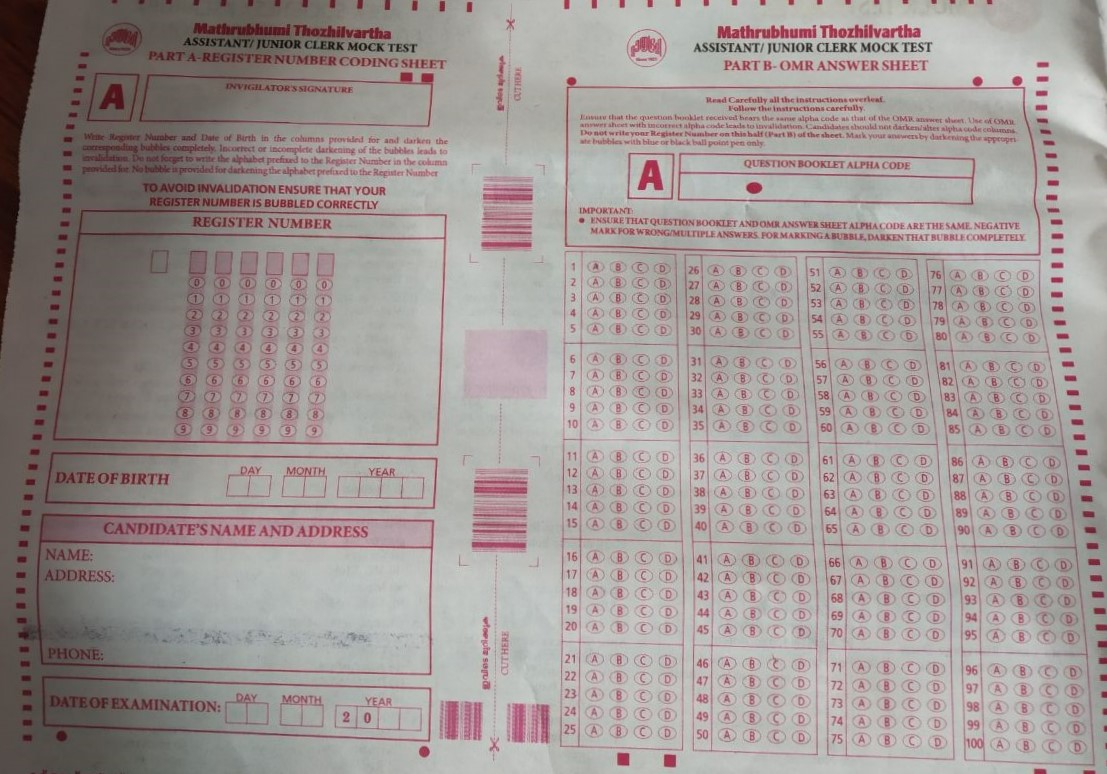 Mathrubhumi Thozhilvartha
ASSISTANT/ JUNIOR CLERK MOCK TEST
PART A-REGISTER NUMBER CODING SHEET
A
INVIGILATOR'S SIGNATURE
Write Register Number and Date of Birth in the columns provided for and darken the
corresponding bubbles completely. Incorrect or incomplete darkening of the bubbles leads to
invalidation. Do not forget to write the alphabet prefixed to the Register Number in the column
provided for. No bubble is provided for darkening the alphabet prefixed to the Register Number
TO AVOID INVALIDATION ENSURE THAT YOUR
REGISTER NUMBER IS BUBBLED CORRECTLY
REGISTER NUMBER
0 0 0 0 0 0
1 1 1 1 1 1
2 2 2 2 2 2
3 3 3 3 3 3
4 4 4 4 4 4
5 5 5 5 5 5
6 6 6 6 6 6
7 7 7 7 7 7
8 8 8 8 8 8
9 9 9 9 9 9
DATE OF BIRTH
DAY MONTH YEAR
CANDIDATE'S NAME AND ADDRESS
NAME:
ADDRESS:
PHONE:
DATE OF EXAMINATION:
DAY MONTH YEAR
2 0
ഇവിടെ മുറിക്കുക
CUT HERE
ഇവിടെ മുറിക്കുക
CUT HERE
Mathrubhumi Thozhilvartha
ASSISTANT/ JUNIOR CLERK MOCK TEST
PART B- OMR ANSWER SHEET
Read Carefully all the instructions overleaf.
Follow the instructions carefully.
Ensure that the question booklet received bears the same alpha code as that of the OMR answer sheet. Use of OMR
answer sheet with incorrect alpha code leads to invalidation. Candidates should not darken/alter alpha code columns.
Do not write your Register Number on this half (Part B) of the sheet. Mark your answers by darkening the appropri-
ate bubbles with blue or black ball point pen only.
A
QUESTION BOOKLET ALPHA CODE
IMPORTANT:
● ENSURE THAT QUESTION BOOKLET AND OMR ANSWER SHEET ALPHA CODE ARE THE SAME. NEGATIVE
MARK FOR WRONG/MULTIPLE ANSWERS. FOR MARKING A BUBBLE, DARKEN THAT BUBBLE COMPLETELY.
1 A B C D 26 A B C D 51 A B C D 76 A B C D
2 A B C D 27 A B C D 52 A B C D 77 A B C D
3 A B C D 28 A B C D 53 A B C D 78 A B C D
4 A B C D 29 A B C D 54 A B C D 79 A B C D
5 A B C D 30 A B C D 55 A B C D 80 A B C D
6 A B C D 31 A B C D 56 A B C D 81 A B C D
7 A B C D 32 A B C D 57 A B C D 82 A B C D
8 A B C D 33 A B C D 58 A B C D 83 A B C D
9 A B C D 34 A B C D 59 A B C D 84 A B C D
10 A B C D 35 A B C D 60 A B C D 85 A B C D
11 A B C D 36 A B C D 61 A B C D 86 A B C D
12 A B C D 37 A B C D 62 A B C D 87 A B C D
13 A B C D 38 A B C D 63 A B C D 88 A B C D
14 A B C D 39 A B C D 64 A B C D 89 A B C D
15 A B C D 40 A B C D 65 A B C D 90 A B C D
16 A B C D 41 A B C D 66 A B C D 91 A B C D
17 A B C D 42 A B C D 67 A B C D 92 A B C D
18 A B C D 43 A B C D 68 A B C D 93 A B C D
19 A B C D 44 A B C D 69 A B C D 94 A B C D
20 A B C D 45 A B C D 70 A B C D 95 A B C D
21 A B C D 46 A B C D 71 A B C D 96 A B C D
22 A B C D 47 A B C D 72 A B C D 97 A B C D
23 A B C D 48 A B C D 73 A B C D 98 A B C D
24 A B C D 49 A B C D 74 A B C D 99 A B C D
25 A B C D 50 A B C D 75 A B C D 100 A B C D